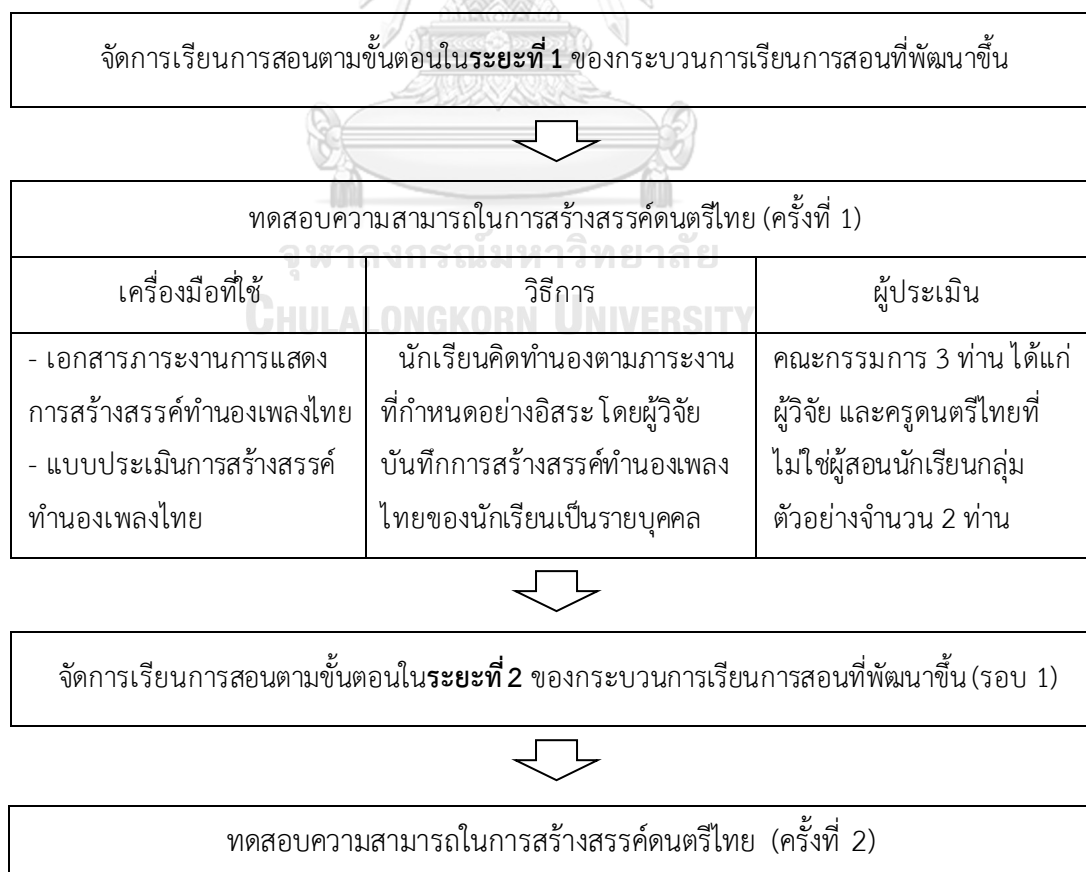 จัดการเรียนการสอนตามขั้นตอนในระยะที่ 1 ของกระบวนการเรียนการสอนที่พัฒนาขึ้น
ทดสอบความสามารถในการสร้างสรรค์ดนตรีไทย (ครั้งที่ 1)
จุฬาลงกรณ์มหาวิทยาลัย
CHULALONGKORN UNIVERSITY
เครื่องมือที่ใช้
วิธีการ
ผู้ประเมิน
- เอกสารภาระงานการแสดง
การสร้างสรรค์ทำนองเพลงไทย
- แบบประเมินการสร้างสรรค์
ทำนองเพลงไทย
นักเรียนคิดทำนองตามภาระงาน
ที่กำหนดอย่างอิสระ โดยผู้วิจัย
บันทึกการสร้างสรรค์ทำนองเพลง
ไทยของนักเรียนเป็นรายบุคคล
คณะกรรมการ 3 ท่าน ได้แก่
ผู้วิจัย และครูดนตรีไทยที่
ไม่ใช่ผู้สอนนักเรียนกลุ่ม
ตัวอย่างจำนวน 2 ท่าน
จัดการเรียนการสอนตามขั้นตอนในระยะที่ 2 ของกระบวนการเรียนการสอนที่พัฒนาขึ้น (รอบ 1)
ทดสอบความสามารถในการสร้างสรรค์ดนตรีไทย (ครั้งที่ 2)